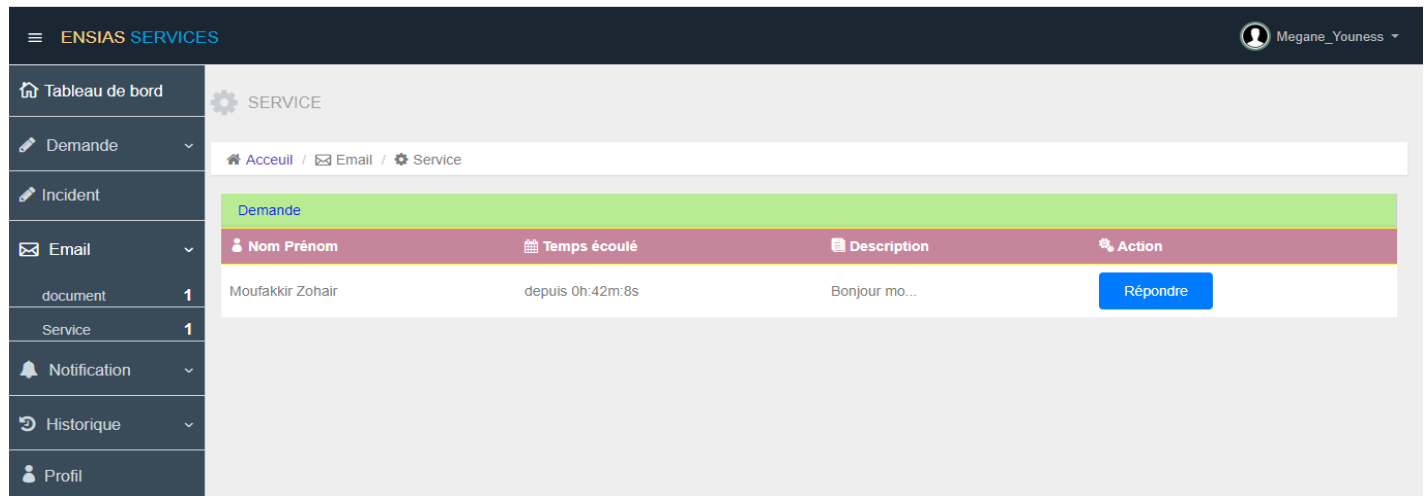 ENSIAS SERVICES
Megane_Youness
Tableau de bord
Demande
Incident
Email
document 1
Service 1
Notification
Historique
Profil
SERVICE
Acceuil / Email / Service
Demande
Nom Prénom Temps écoulé Description Action
Moufakkir Zohair depuis 0h:42m:8s Bonjour mo... Répondre